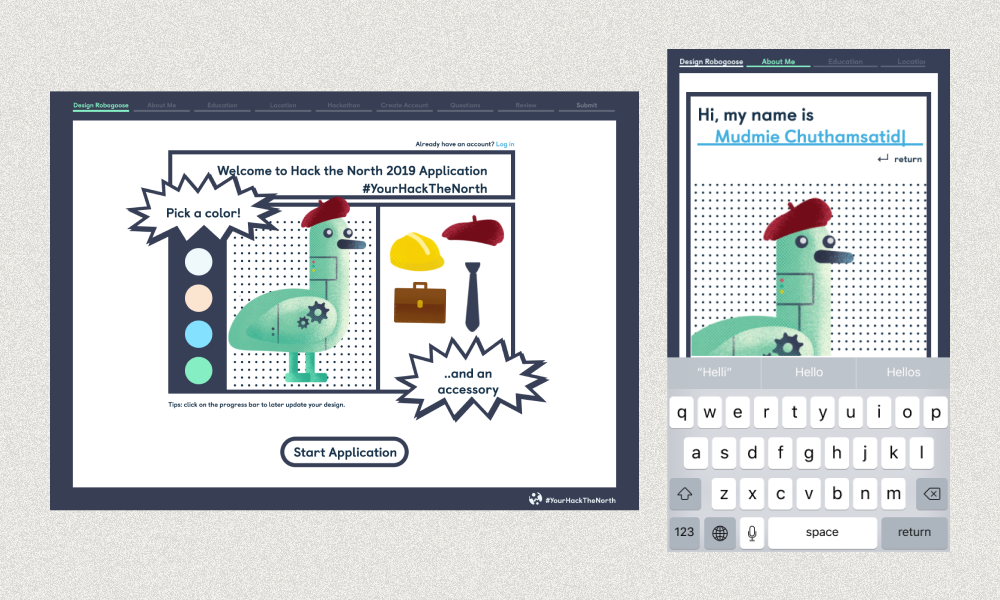 Design Robogoose About Me Education Location Hackathon Create Account Questions Review Submit
Already have an account? Log in
Welcome to Hack the North 2019 Application
#YourHackTheNorth
Pick a color!
..and an
accessory
Tips: click on the progress bar to later update your design.
Start Application
#YourHackTheNorth
Design Robogoose About Me Education Locatio
Hi, my name is
Mudmie Chuthamsatid
return
"Helli" Hello Hellos
q w e r t y u i o p
a s d f g h j k l
z x c v b n m
123 space return